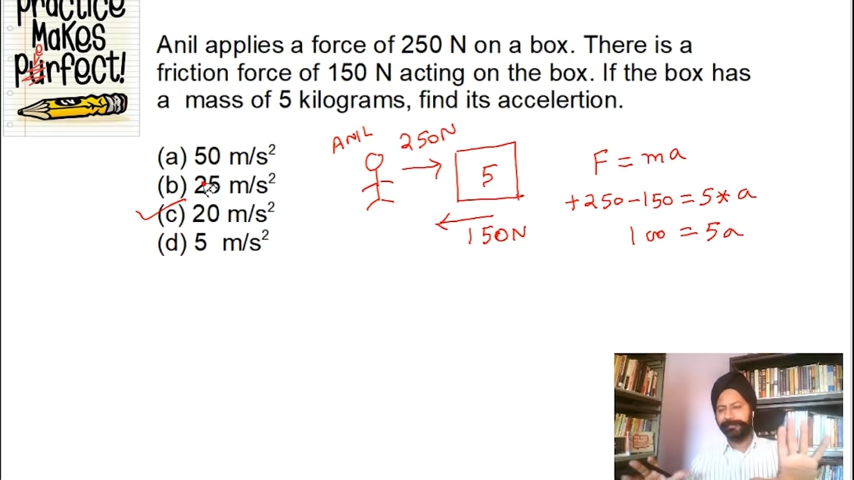 practice
Makes
Purfect!
i
Anil applies a force of 250 N on a box. There is a
friction force of 150 N acting on the box. If the box has
a mass of 5 kilograms, find its accelertion.
(a) 50 m/s²
(b) 25 m/s²
(c) 20 m/s²
(d) 5 m/s²
ANIL
250N
5
150N
F = ma
+250-150 = 5*a
100 = 5a